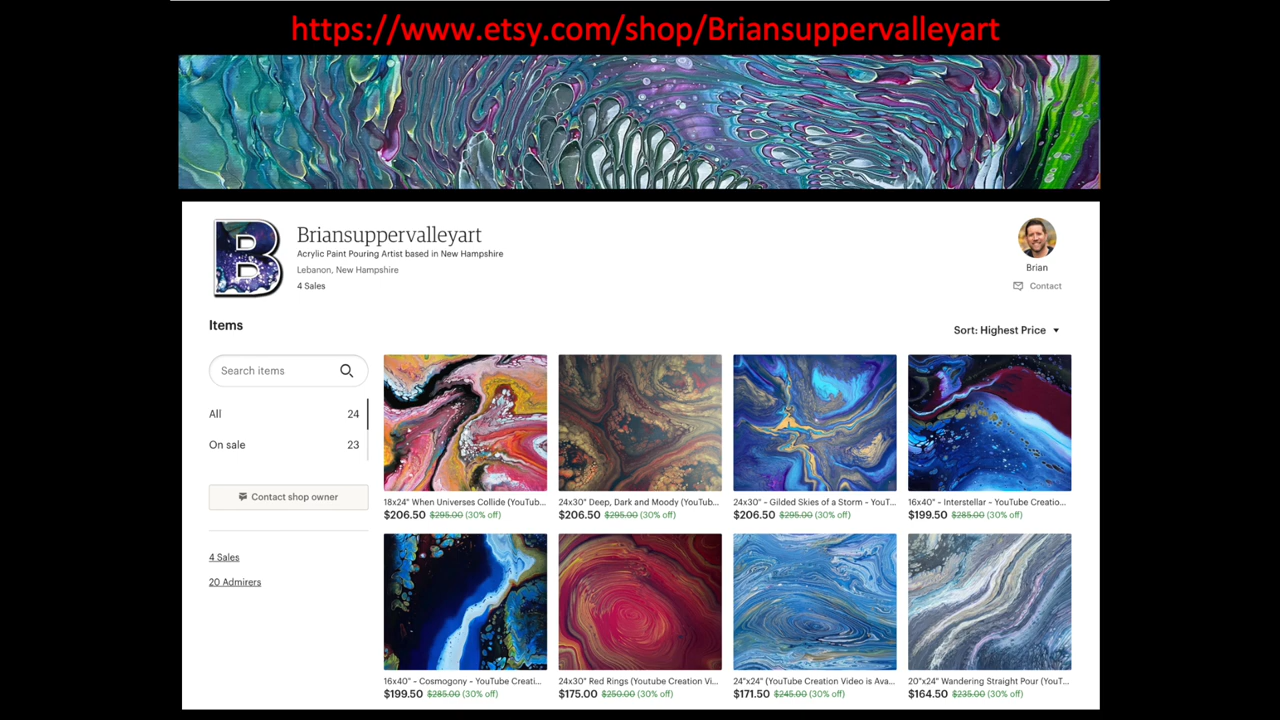 https://www.etsy.com/shop/Briansuppervalleyart
B
Briansuppervalleyart
Acrylic Paint Pouring Artist based in New Hampshire
Lebanon, New Hampshire
4 Sales
Brian
Contact
Items
Sort: Highest Price
Search items
All 24
On sale 23
Contact shop owner
4 Sales
20 Admirers
18x24" When Universes Collide (YouTub...
$206.50 $295.00 (30% off)
24x30" Deep, Dark and Moody (YouTub...
$206.50 $295.00 (30% off)
24x30" - Gilded Skies of a Storm - YouT...
$206.50 $295.00 (30% off)
16x40" - Interstellar - YouTube Creatio...
$199.50 $285.00 (30% off)
16x40" - Cosmogony - YouTube Creati...
$199.50 $285.00 (30% off)
24x30" Red Rings (Youtube Creation Vi...
$175.00 $250.00 (30% off)
24"x24" (YouTube Creation Video is Ava...
$171.50 $245.00 (30% off)
20"x24" Wandering Straight Pour (YouT...
$164.50 $235.00 (30% off)